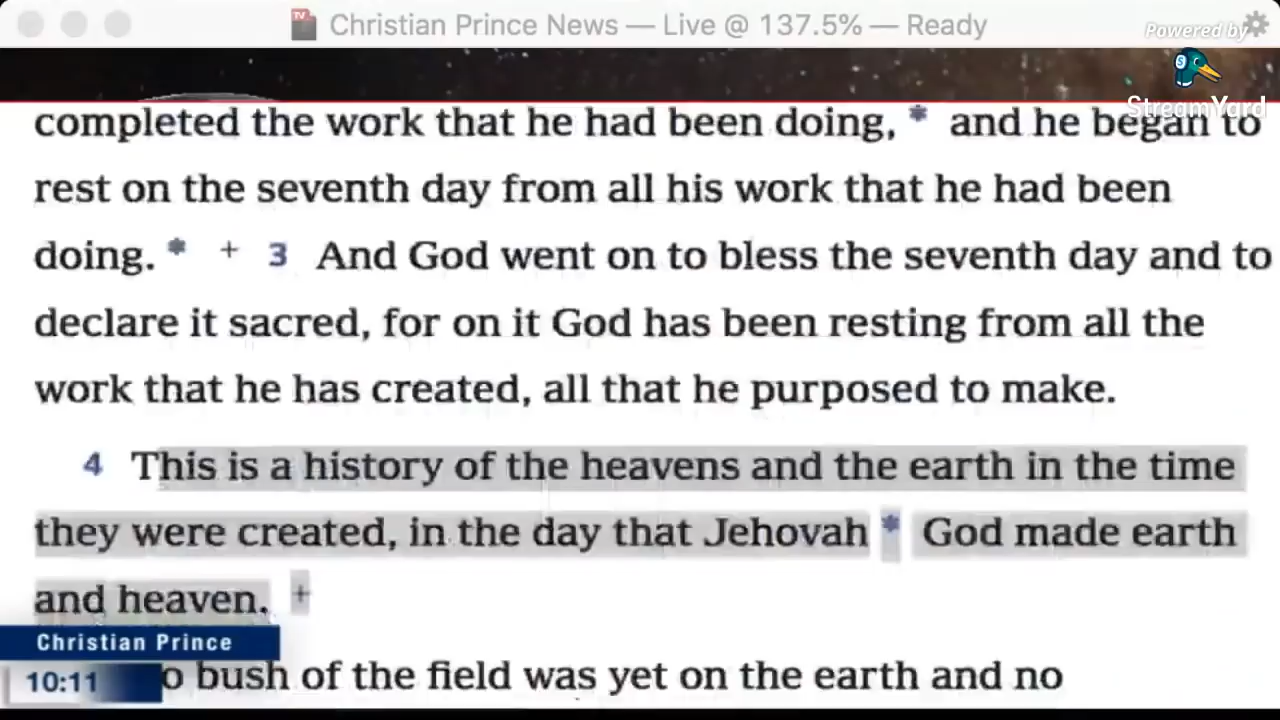 Christian Prince News — Live @ 137.5% — Ready
Powered by
StreamYard
completed the work that he had been doing, * and he began to
rest on the seventh day from all his work that he had been
doing. * + 3 And God went on to bless the seventh day and to
declare it sacred, for on it God has been resting from all the
work that he has created, all that he purposed to make.
4 This is a history of the heavens and the earth in the time
they were created, in the day that Jehovah * God made earth
and heaven. +
Christian Prince
10:11
o bush of the field was yet on the earth and no